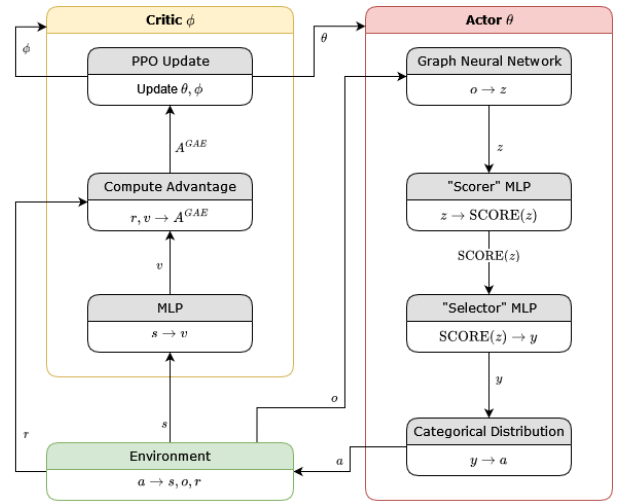 Critic ϕ
ϕ
PPO Update
Update θ, ϕ
θ
A^{GAE}
Compute Advantage
r, v → A^{GAE}
v
MLP
s → v
s
r
o
Environment
a → s, o, r
a
Actor θ
Graph Neural Network
o → z
z
"Scorer" MLP
z → SCORE(z)
SCORE(z)
"Selector" MLP
SCORE(z) → y
y
Categorical Distribution
y → a